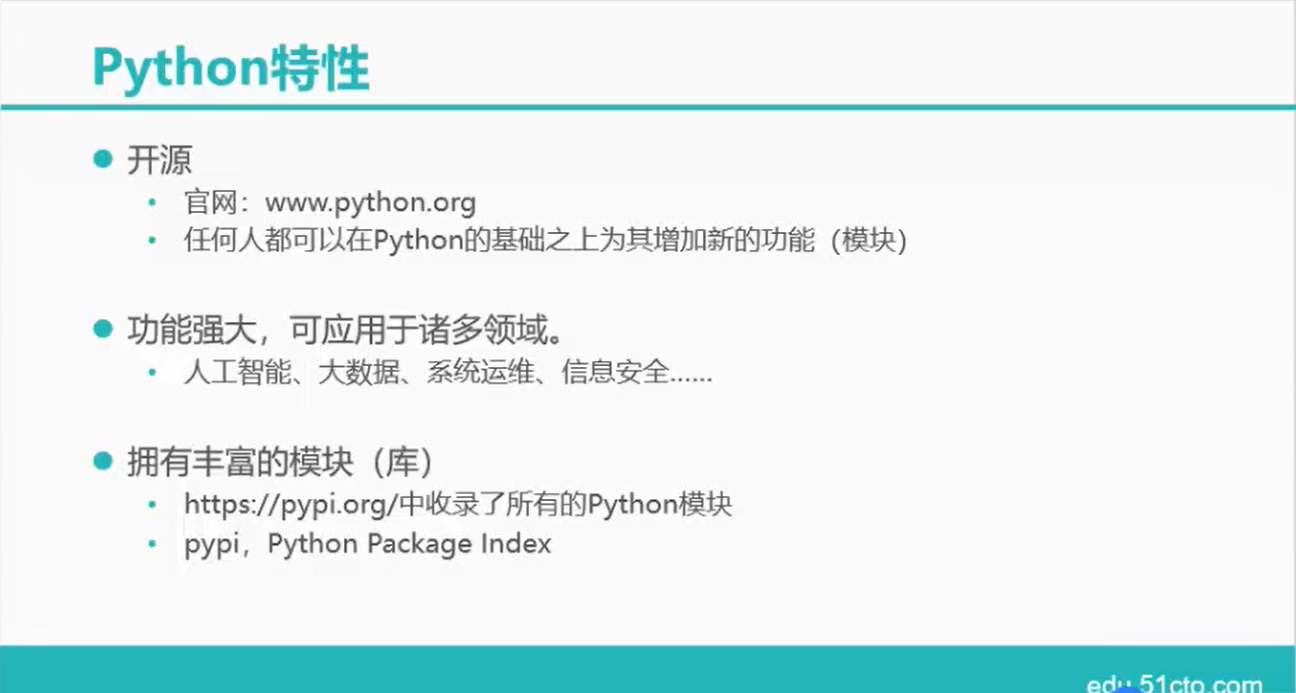 Python特性
开源
官网：www.python.org
任何人都可以在Python的基础之上为其增加新的功能（模块）
功能强大，可应用于诸多领域。
人工智能、大数据、系统运维、信息安全……
拥有丰富的模块（库）
https://pypi.org/中收录了所有的Python模块
pypi，Python Package Index
edu.51cto.com